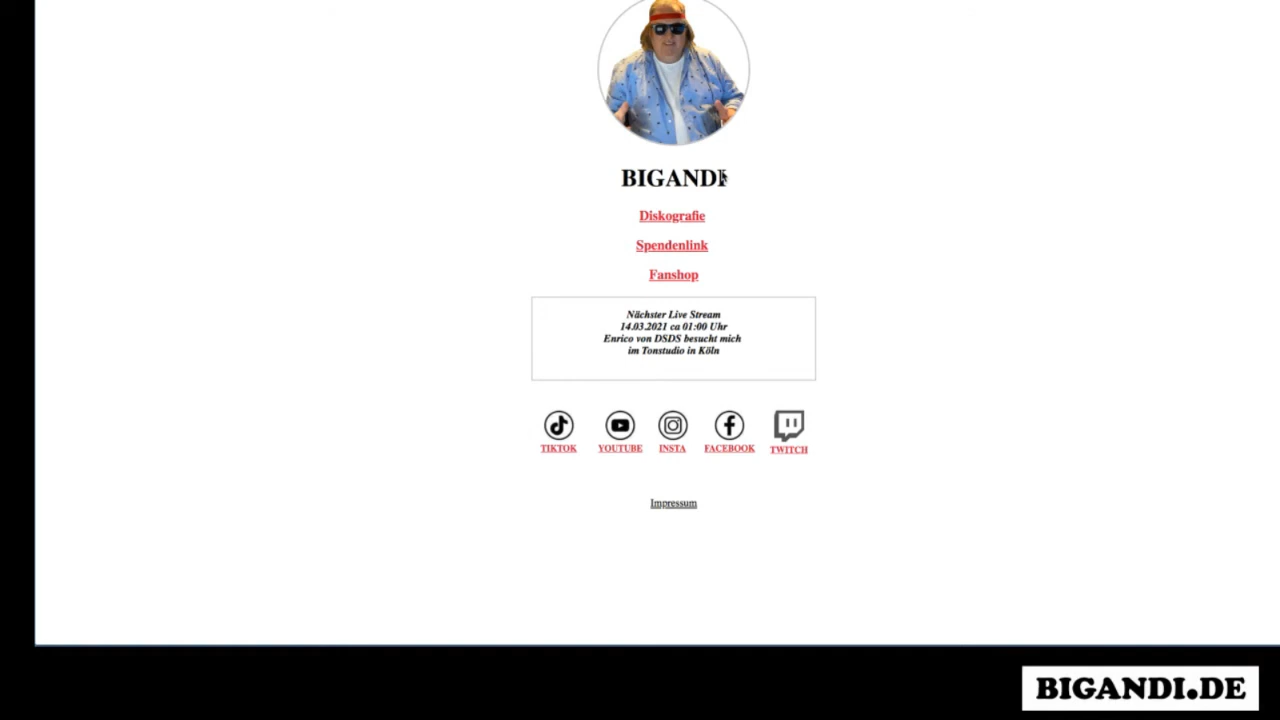 BIGANDI
Diskografie
Spendenlink
Fanshop
Nächster Live Stream
14.03.2021 ca 01:00 Uhr
Enrico von DSDS besucht mich
im Tonstudio in Köln
TIKTOK YOUTUBE INSTA FACEBOOK TWITCH
Impressum
BIGANDI.DE